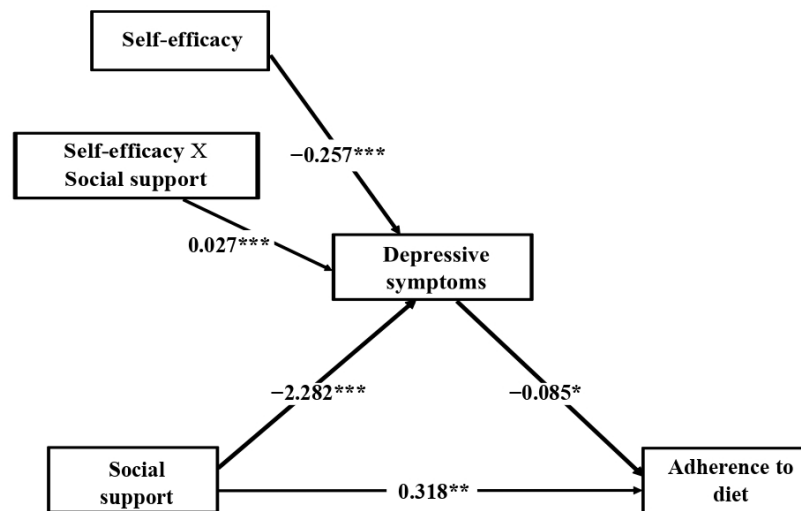 Self-efficacy
−0.257***
Self-efficacy X
Social support
0.027***
Depressive
symptoms
−2.282***
−0.085*
Social
support
0.318**
Adherence to
diet